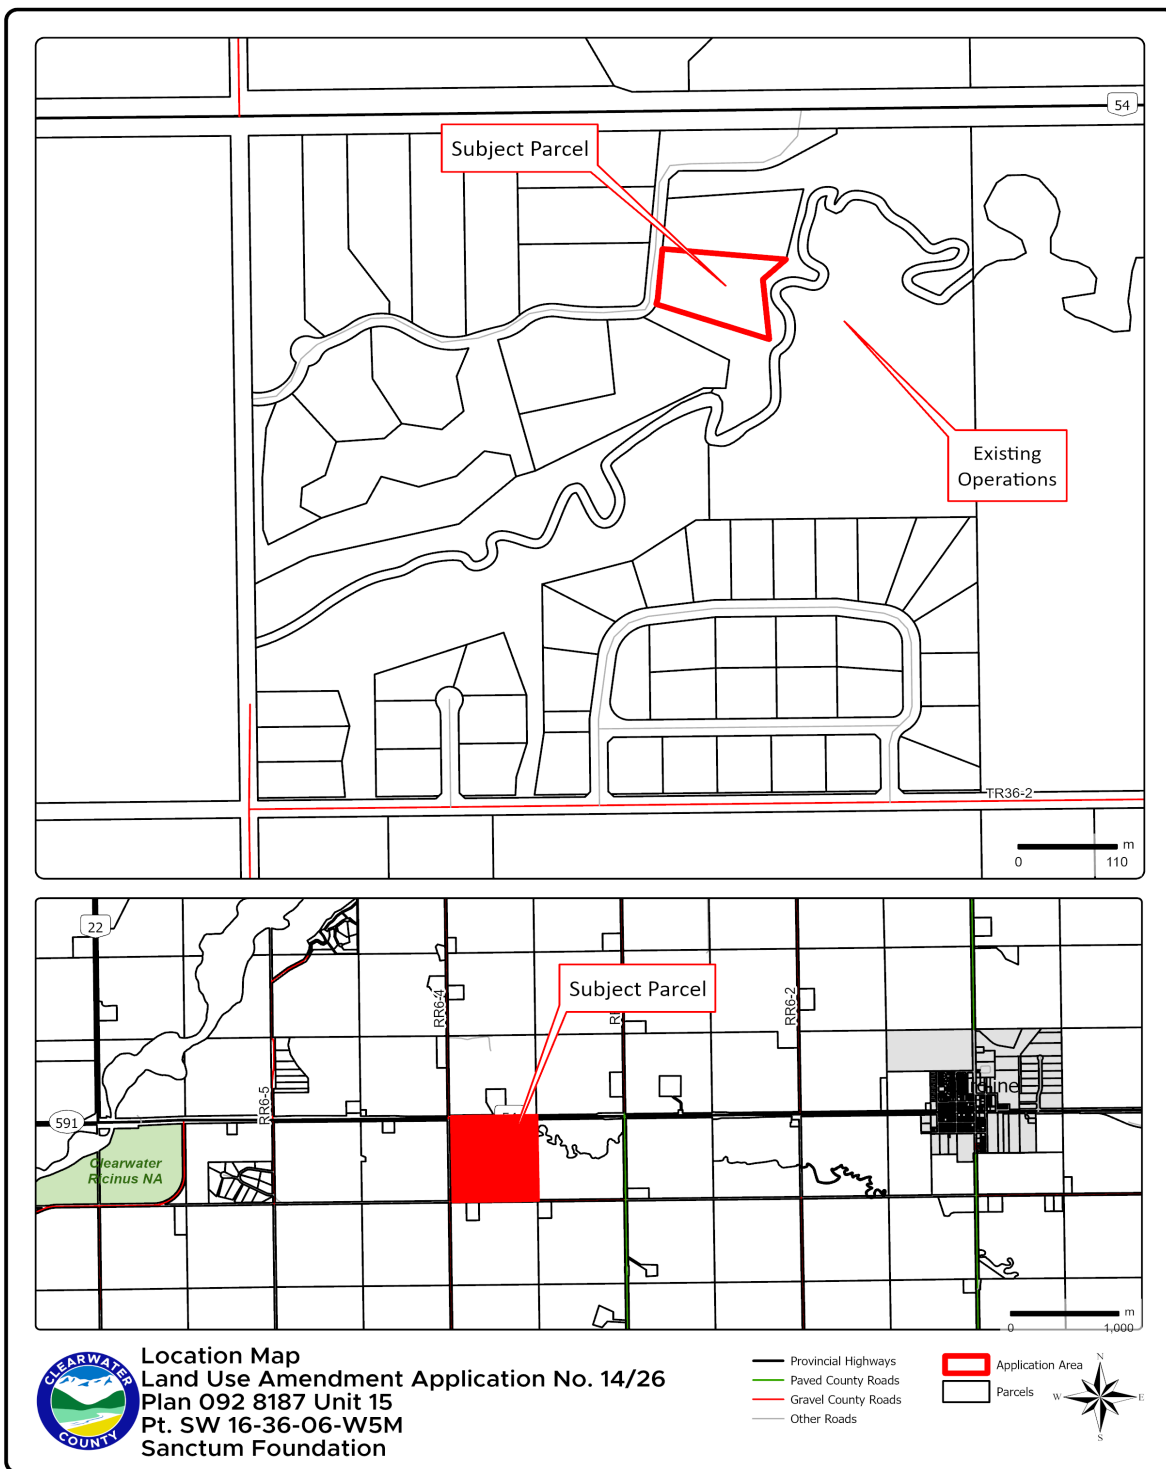 54
Subject Parcel
Existing
Operations
TR36-2
m
0 110
22
Subject Parcel
RR6-4
RR6-2
RR6-5
591
Clearwater
Ricinus NA
m
0 1,000
CLEARWATER
COUNTY
Location Map
Land Use Amendment Application No. 14/26
Plan 092 8187 Unit 15
Pt. SW 16-36-06-W5M
Sanctum Foundation
Provincial Highways
Paved County Roads
Gravel County Roads
Other Roads
Application Area
Parcels
N
W E
S